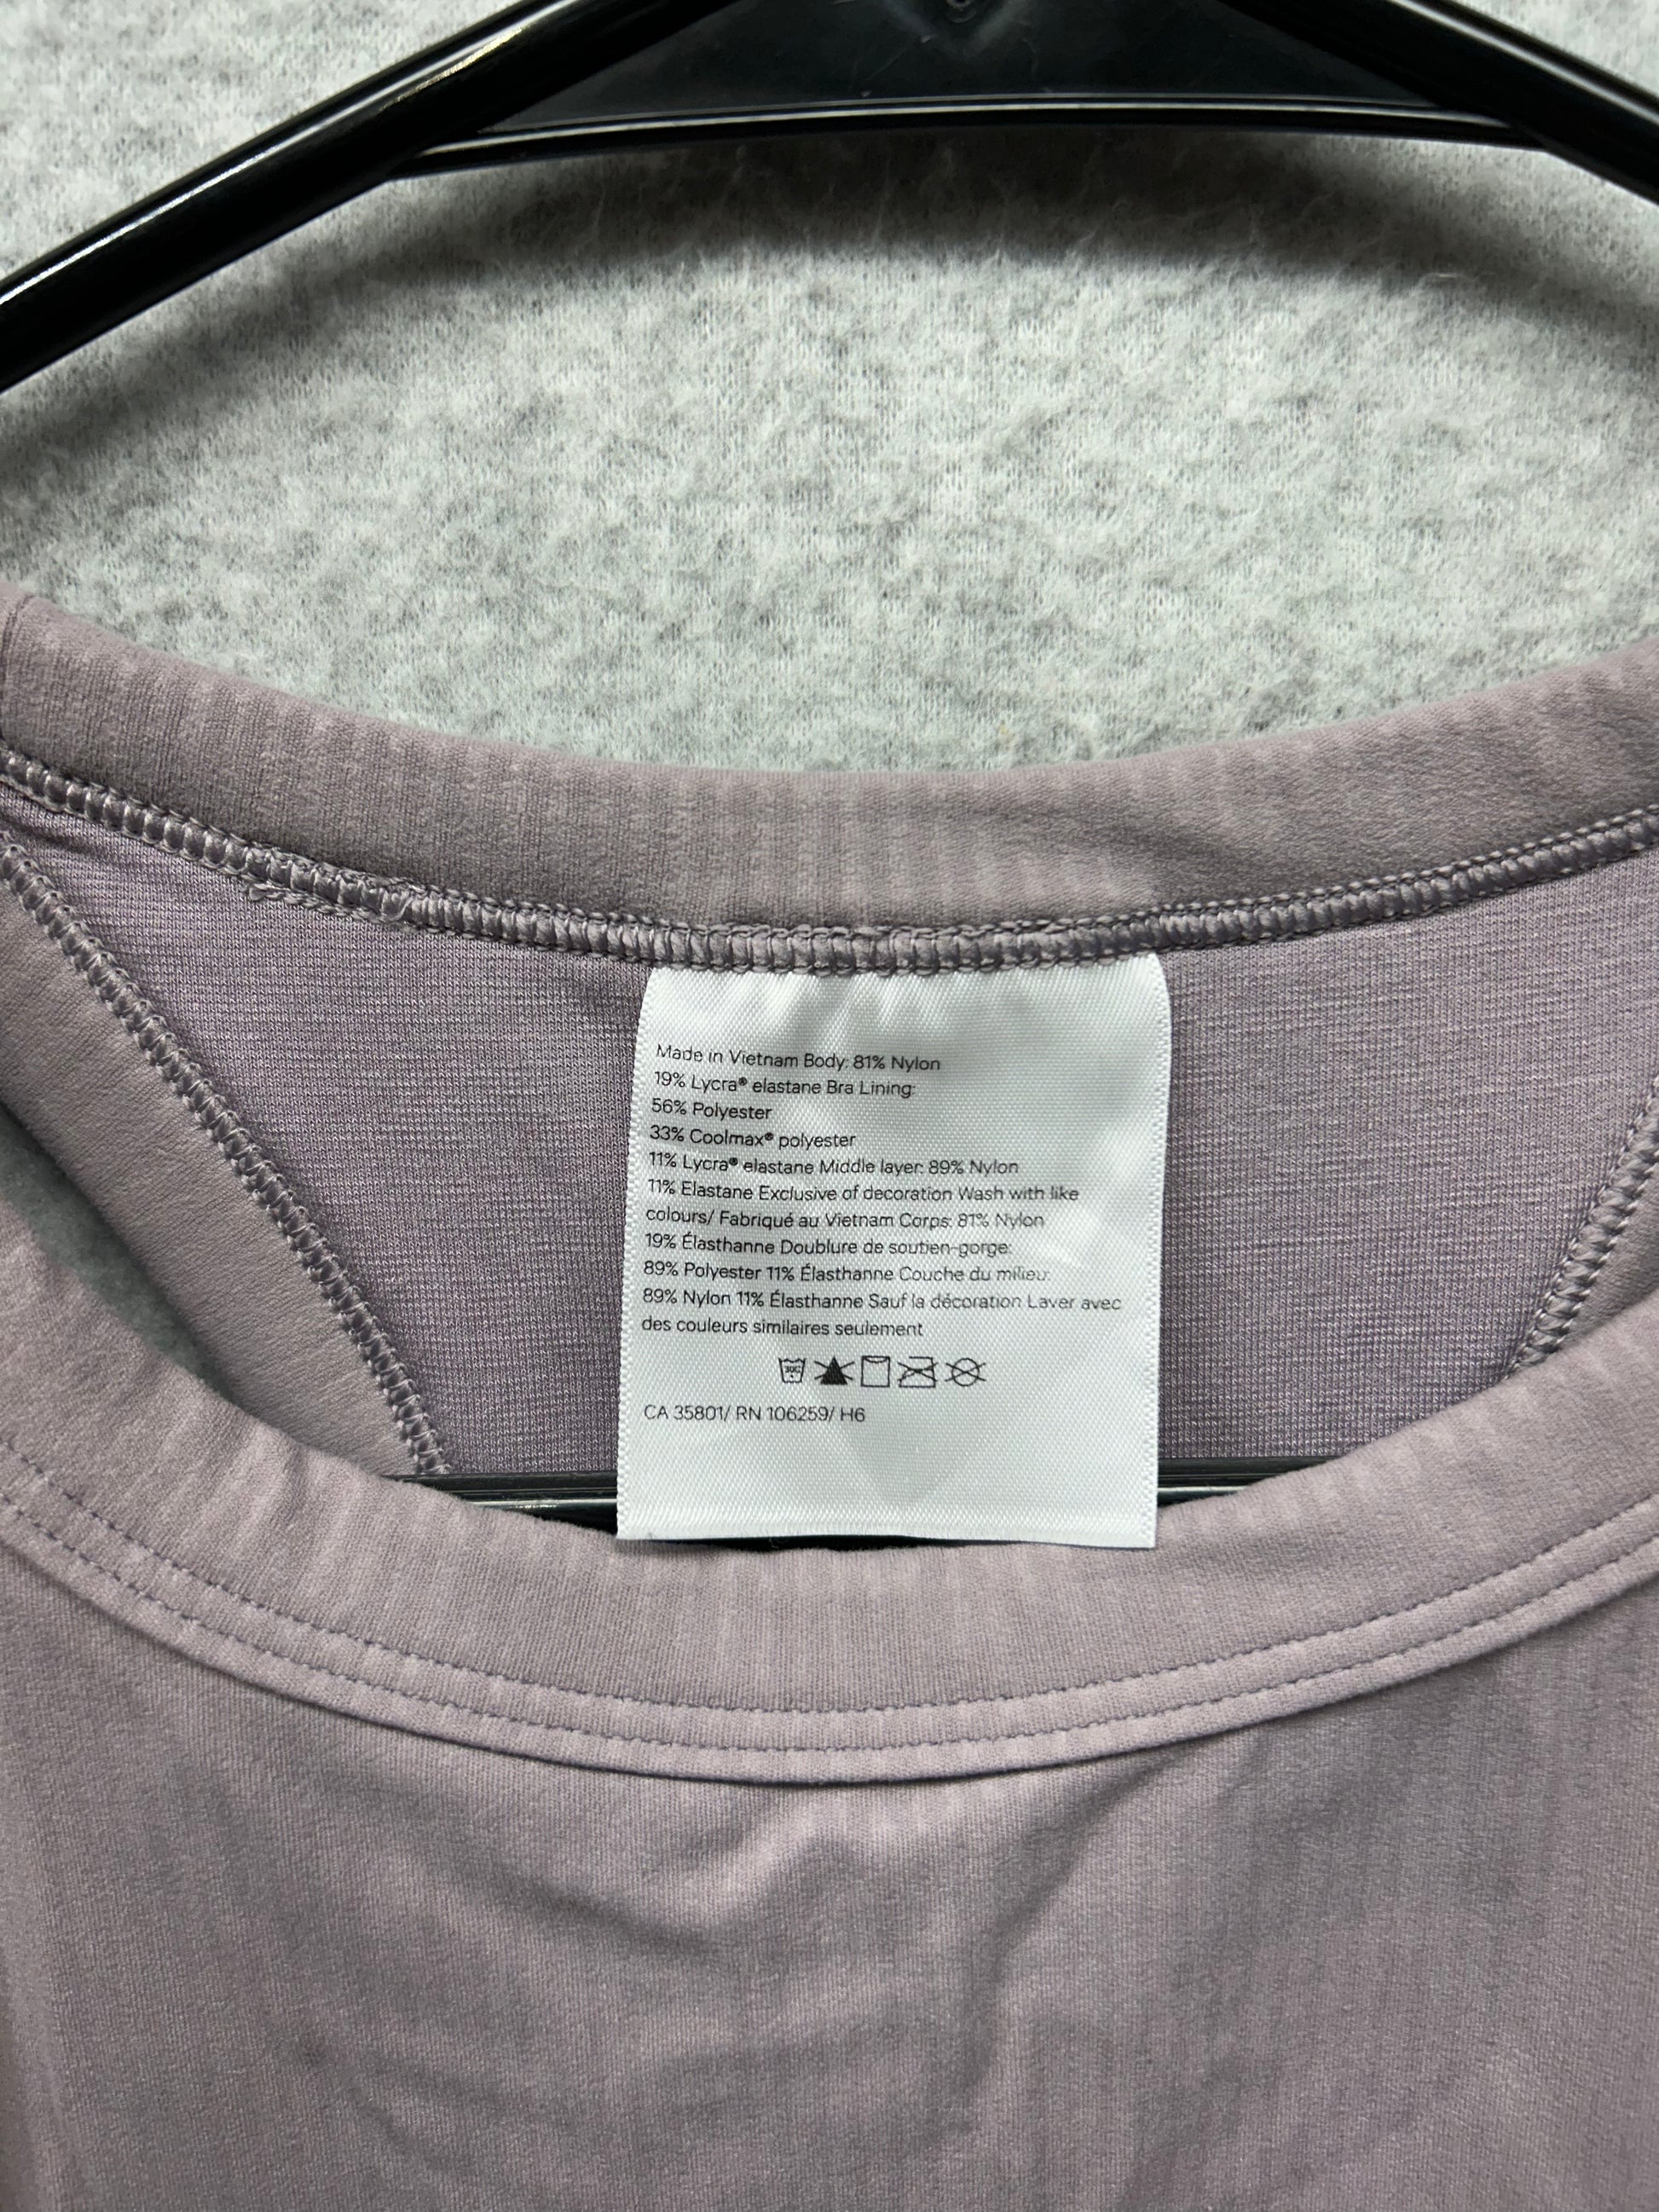 Made in Vietnam Body: 81% Nylon
19% Lycra® elastane Bra Lining:
56% Polyester
33% Coolmax® polyester
11% Lycra® elastane Middle layer: 89% Nylon
11% Elastane Exclusive of decoration Wash with like
colours/ Fabriqué au Vietnam Corps: 81% Nylon
19% Élasthanne Doublure de soutien-gorge:
89% Polyester 11% Élasthanne Couche du milieu:
89% Nylon 11% Élasthanne Sauf la décoration Laver avec
des couleurs similaires seulement
30C
CA 35801/ RN 106259/ H6